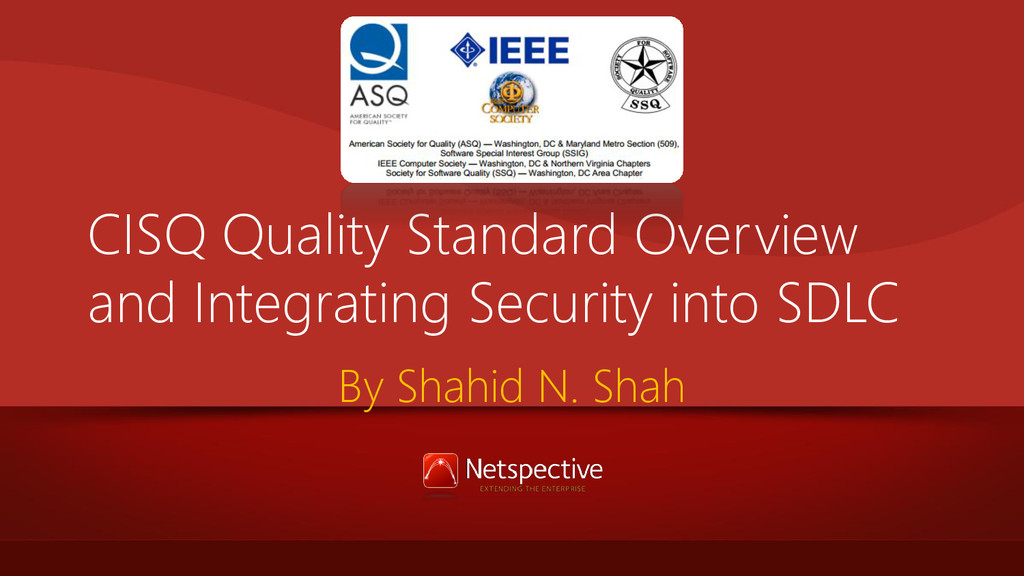 ASQ
AMERICAN SOCIETY
FOR QUALITY™
IEEE
COMPUTER
SOCIETY
SOCIETY FOR SOFTWARE QUALITY
SSQ
American Society for Quality (ASQ) — Washington, DC & Maryland Metro Section (509),
Software Special Interest Group (SSIG)
IEEE Computer Society — Washington, DC & Northern Virginia Chapters
Society for Software Quality (SSQ) — Washington, DC Area Chapter
CISQ Quality Standard Overview
and Integrating Security into SDLC
By Shahid N. Shah
Netspective
EXTENDING THE ENTERPRISE